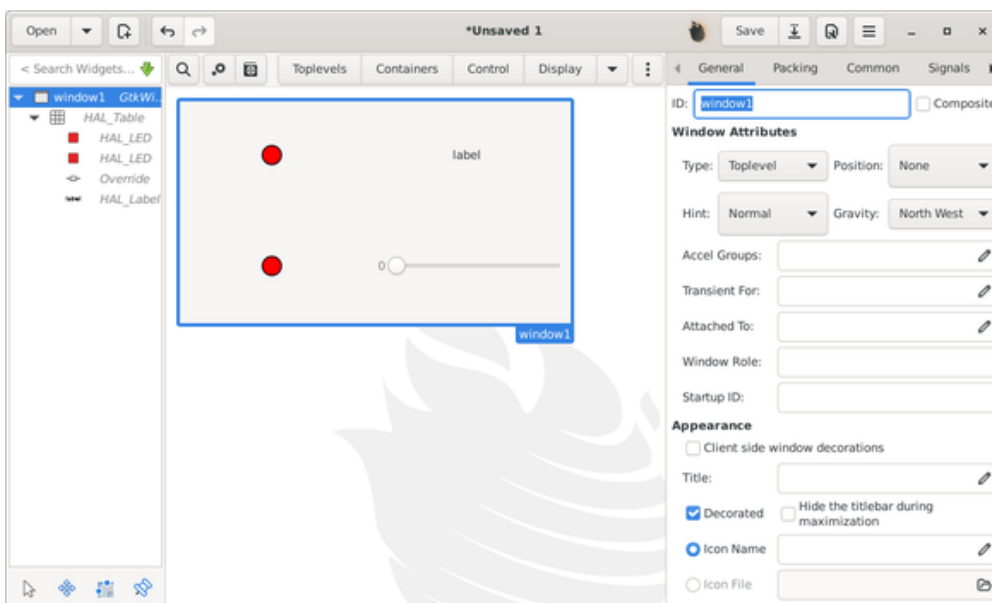 Open
*Unsaved 1
Save
< Search Widgets...
Toplevels Containers Control Display
General Packing Common Signals
window1 GtkWi..
HAL_Table
HAL_LED
HAL_LED
Override
HAL_Label
label
0
window1
ID: window1 Composite
Window Attributes
Type: Toplevel Position: None
Hint: Normal Gravity: North West
Accel Groups:
Transient For:
Attached To:
Window Role:
Startup ID:
Appearance
Client side window decorations
Title:
Decorated Hide the titlebar during
maximization
Icon Name
Icon File